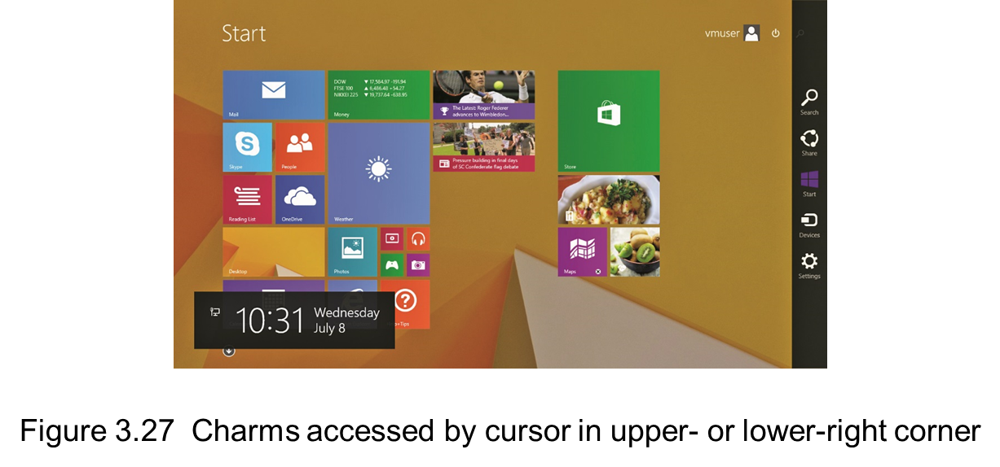 Start
vmuser
Mail
DOW ▼ 17,584.97 -191.94
FTSE 100 ▲ 6,486.48 +54.27
NIKKEI 225 ▼ 19,737.64 -638.95
Money
The Latest: Roger Federer
advances to Wimbledon...
Store
Search
Skype
People
Pressure building in final days
of SC Confederate flag debate
Share
Reading List
OneDrive
Weather
Start
Desktop
Photos
Maps
Devices
Settings
10:31
Wednesday
July 8
+Tips
Figure 3.27 Charms accessed by cursor in upper- or lower-right corner